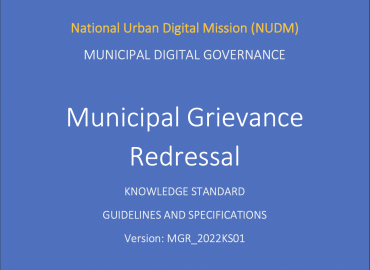 National Urban Digital Mission (NUDM)
MUNICIPAL DIGITAL GOVERNANCE
Municipal Grievance
Redressal
KNOWLEDGE STANDARD
GUIDELINES AND SPECIFICATIONS
Version: MGR_2022KS01